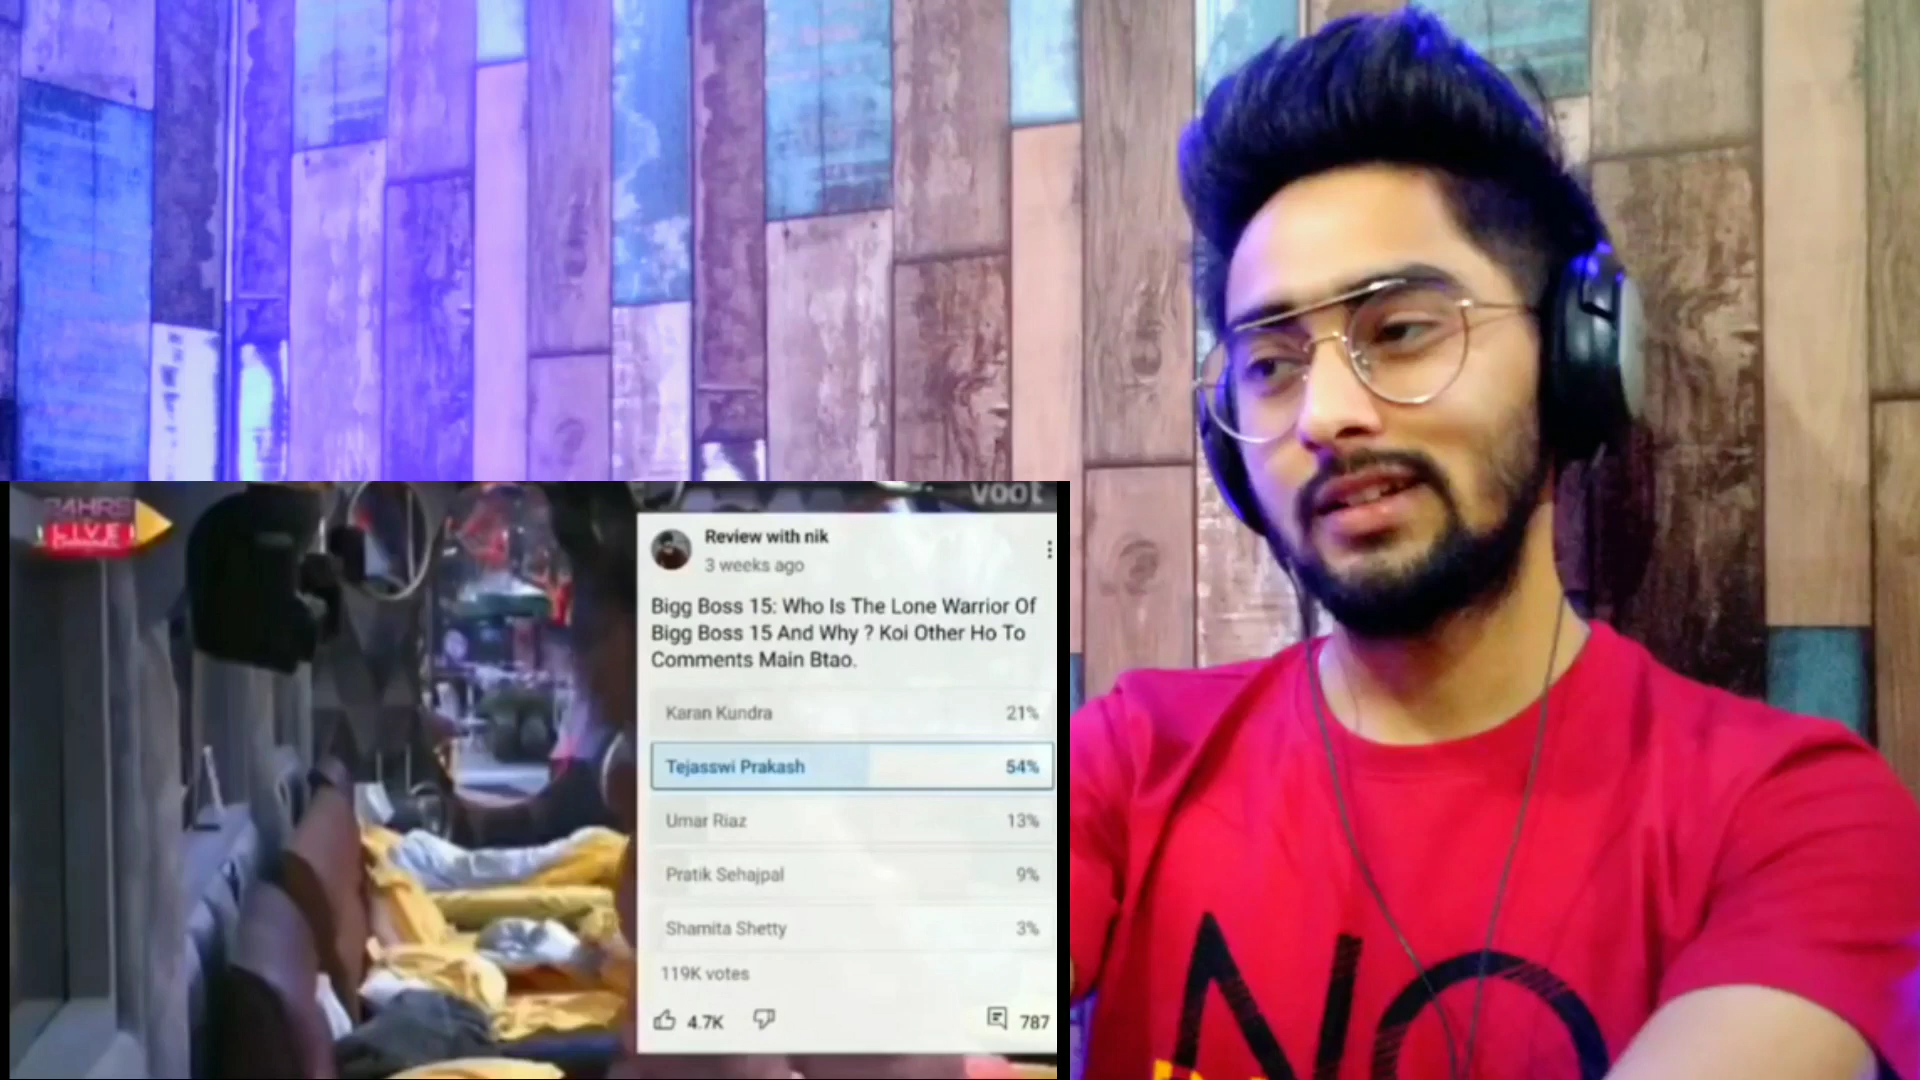 voot
24HRS
LIVE
Review with nik
3 weeks ago
Bigg Boss 15: Who Is The Lone Warrior Of
Bigg Boss 15 And Why ? Koi Other Ho To
Comments Main Btao.
Karan Kundra 21%
Tejasswi Prakash 54%
Umar Riaz 13%
Pratik Sehajpal 9%
Shamita Shetty 3%
119K votes
4.7K 787
NO